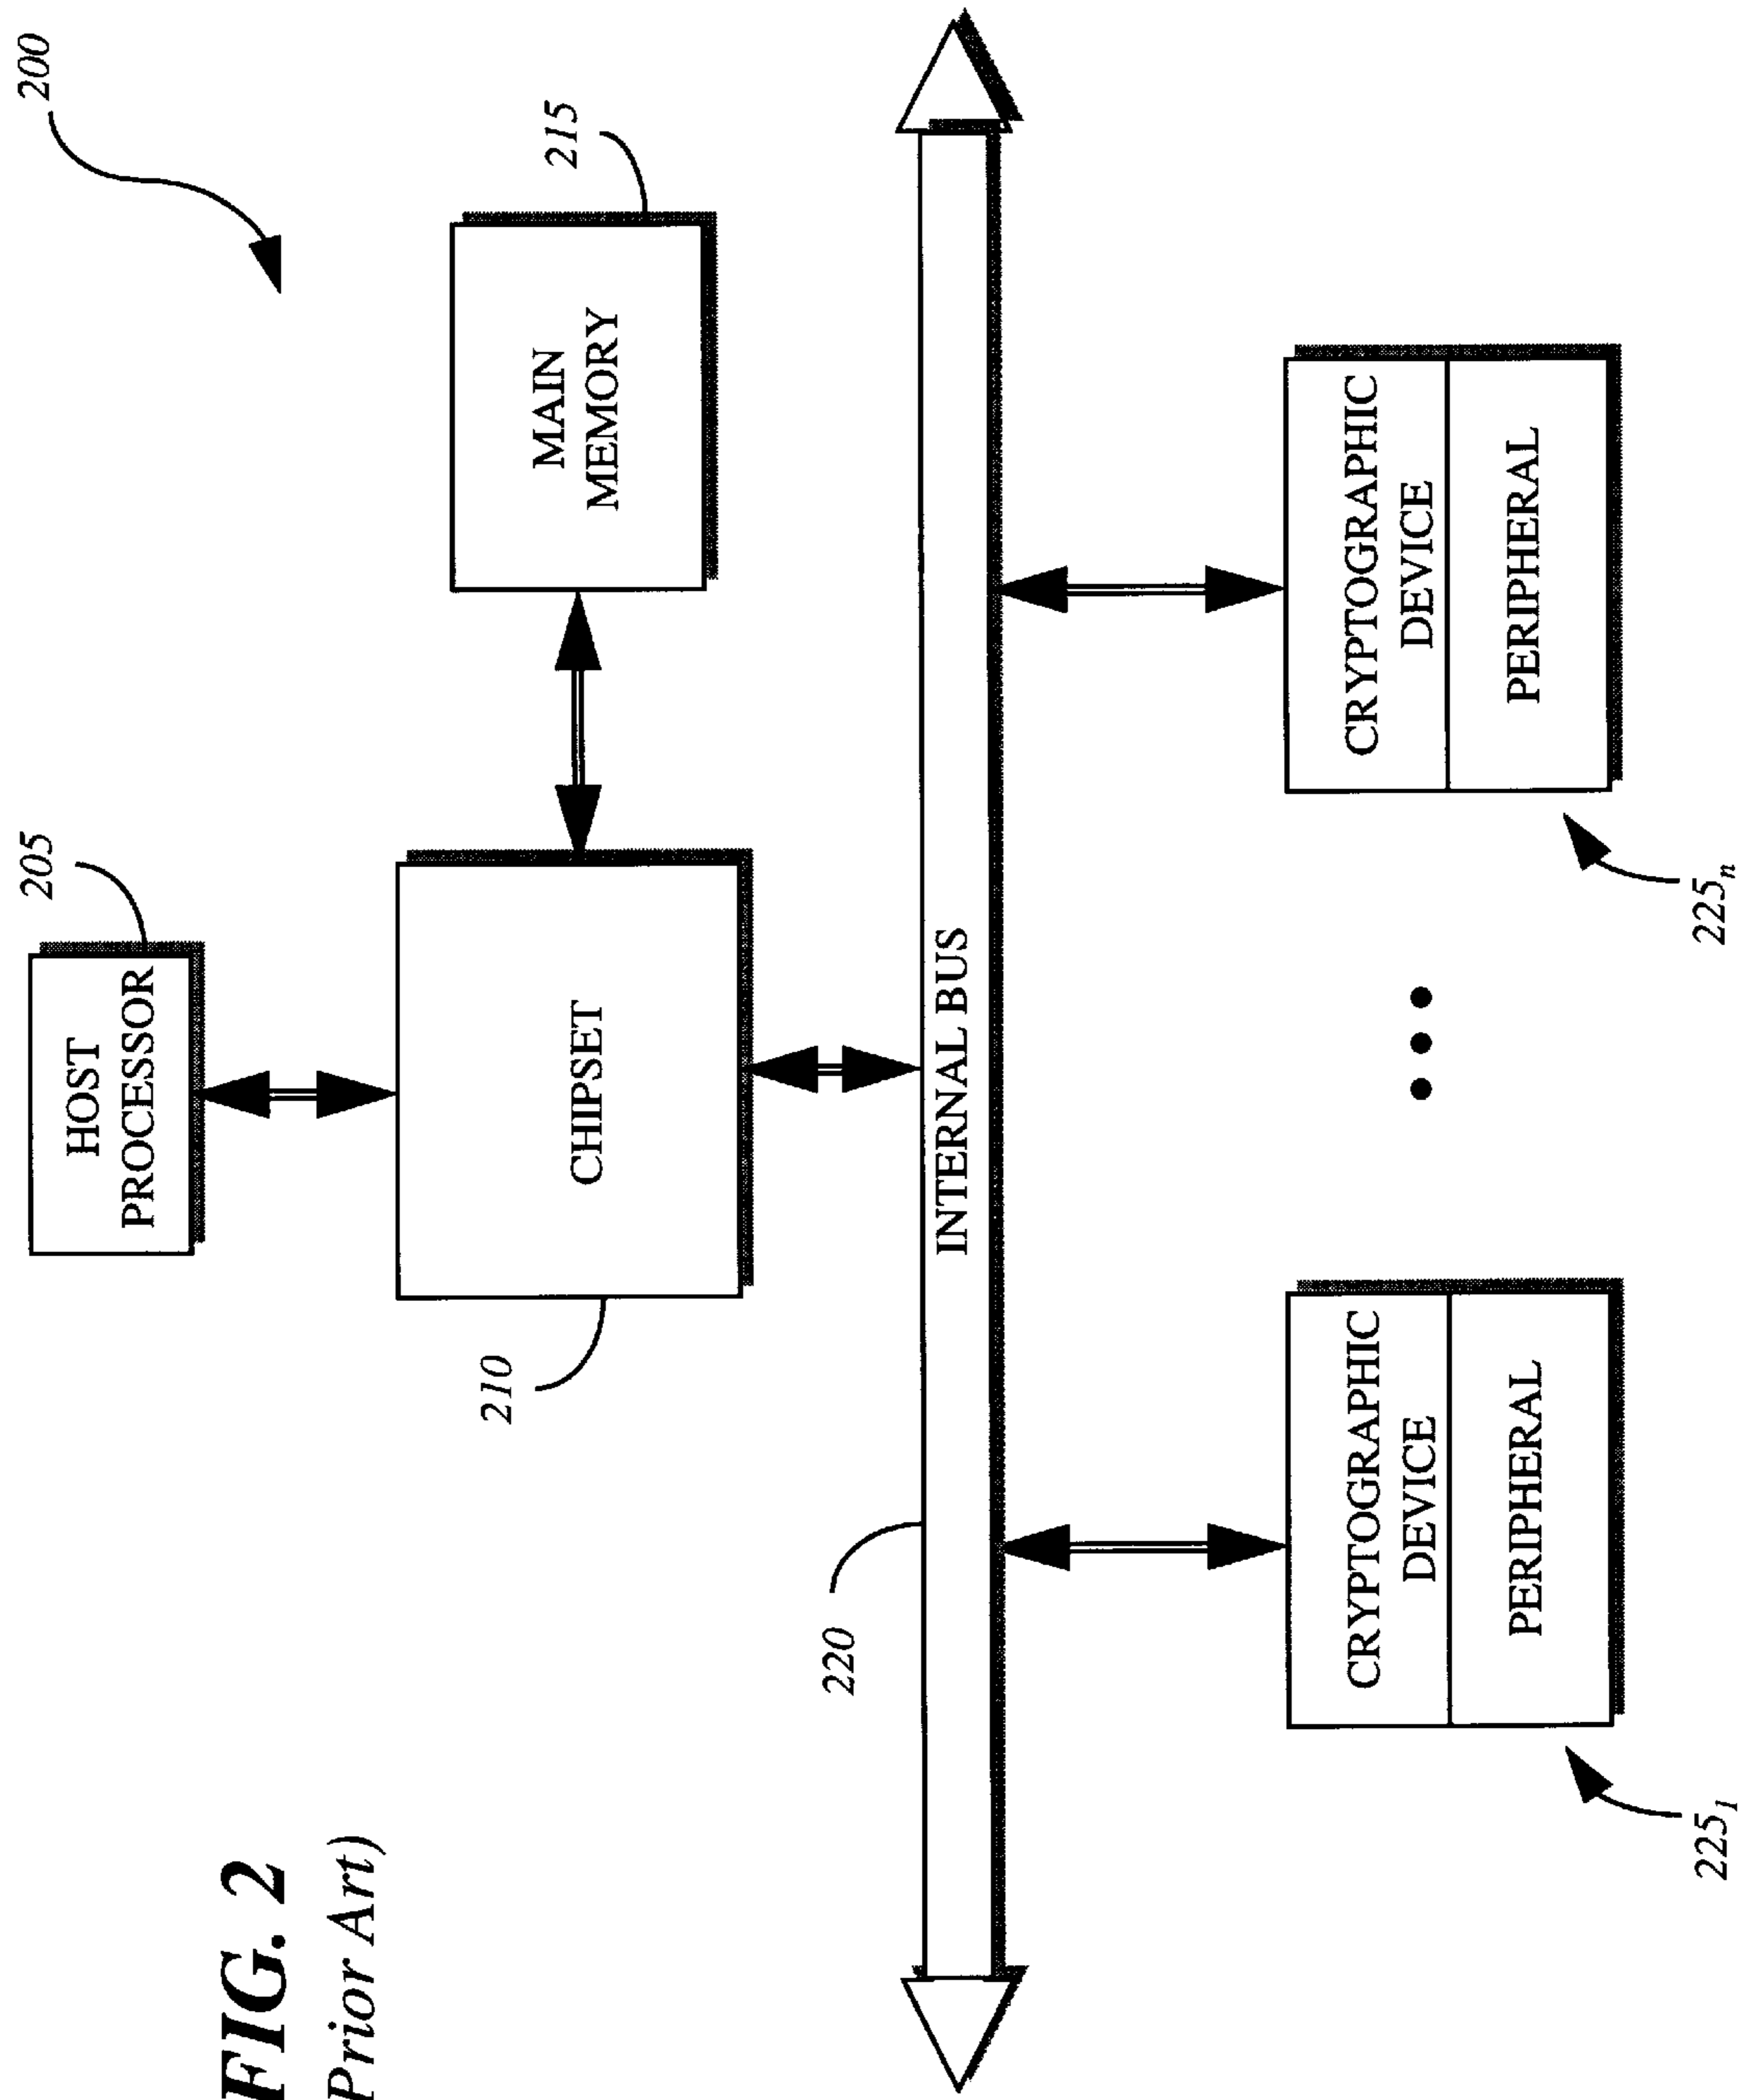 FIG. 2
Prior Art)
200
205
HOST
PROCESSOR
210
CHIPSET
215
MAIN
MEMORY
220
INTERNAL BUS
CRYPTOGRAPHIC
DEVICE
PERIPHERAL
225₁
• • •
CRYPTOGRAPHIC
DEVICE
PERIPHERAL
225ₙ